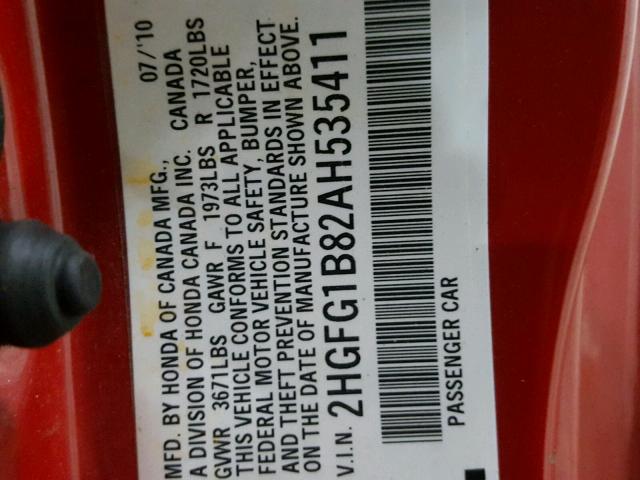 MFD. BY HONDA OF CANADA MFG., 07/'10
A DIVISION OF HONDA CANADA INC. CANADA
GVWR 3671LBS GAWR F 1973LBS R 1720LBS
THIS VEHICLE CONFORMS TO ALL APPLICABLE
FEDERAL MOTOR VEHICLE SAFETY, BUMPER,
AND THEFT PREVENTION STANDARDS IN EFFECT
ON THE DATE OF MANUFACTURE SHOWN ABOVE.
V.I.N. 2HGFG1B82AH535411
PASSENGER CAR